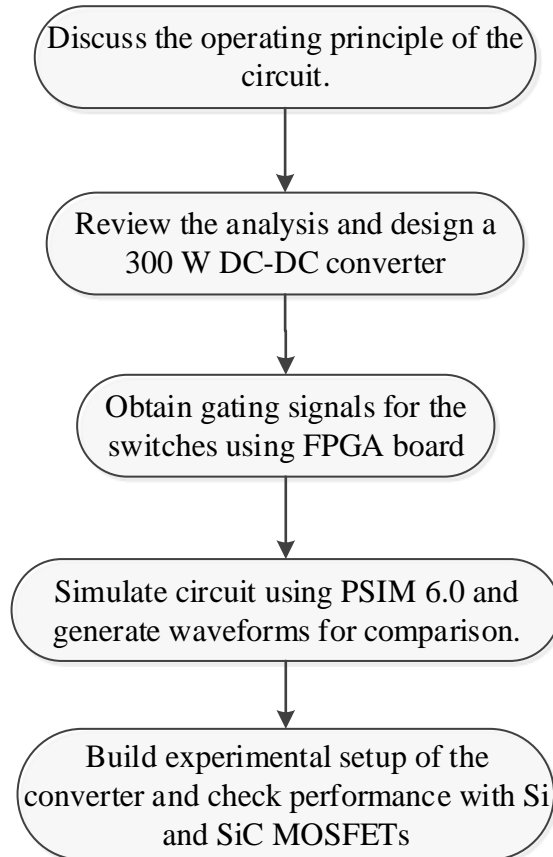 Discuss the operating principle of the
circuit.
Review the analysis and design a
300 W DC-DC converter
Obtain gating signals for the
switches using FPGA board
Simulate circuit using PSIM 6.0 and
generate waveforms for comparison.
Build experimental setup of the
converter and check performance with Si
and SiC MOSFETs